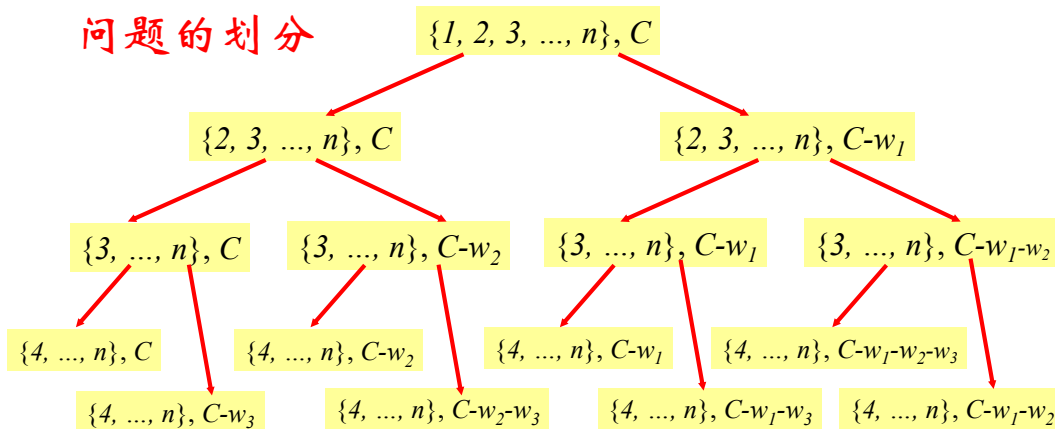 问题的划分
{1, 2, 3, ..., n}, C
{2, 3, ..., n}, C
{2, 3, ..., n}, C-w1
{3, ..., n}, C
{3, ..., n}, C-w2
{3, ..., n}, C-w1
{3, ..., n}, C-w1-w2
{4, ..., n}, C
{4, ..., n}, C-w2
{4, ..., n}, C-w1
{4, ..., n}, C-w1-w2-w3
{4, ..., n}, C-w3
{4, ..., n}, C-w2-w3
{4, ..., n}, C-w1-w3
{4, ..., n}, C-w1-w2